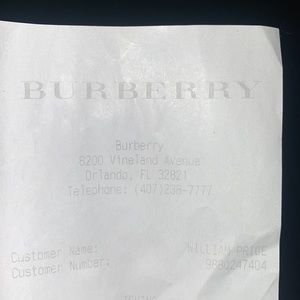 BURBERRY
Burberry
8200 Vineland Avenue
Orlando, FL 32821
Telephone: (407)238-7777
Customer Name: WILLIAM PRICE
Customer Number: 9880247404